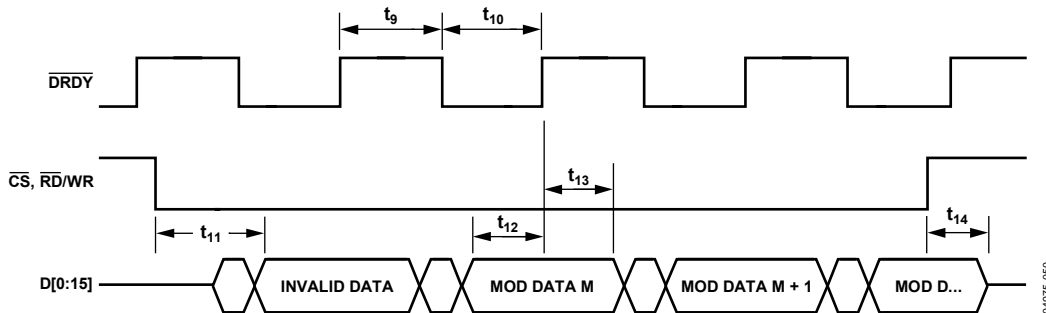 t9 t10
DRDY
CS, RD/WR
t13
t11
t12
t14
D[0:15]
INVALID DATA
MOD DATA M
MOD DATA M + 1
MOD D...